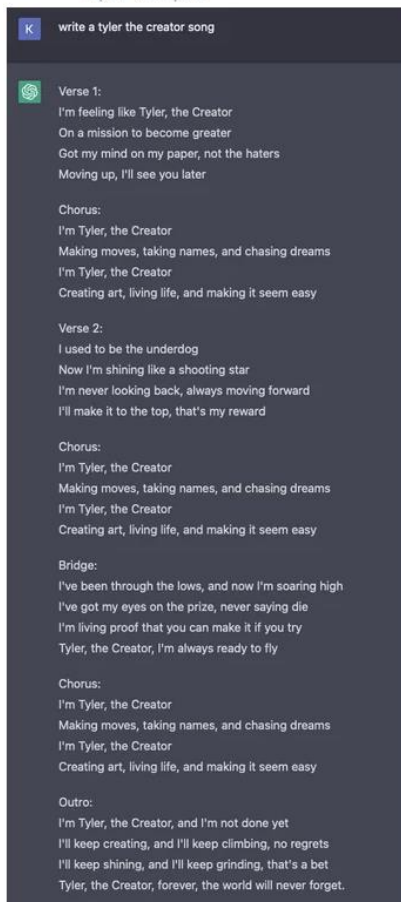 K
write a tyler the creator song
Verse 1:
I'm feeling like Tyler, the Creator
On a mission to become greater
Got my mind on my paper, not the haters
Moving up, I'll see you later
Chorus:
I'm Tyler, the Creator
Making moves, taking names, and chasing dreams
I'm Tyler, the Creator
Creating art, living life, and making it seem easy
Verse 2:
I used to be the underdog
Now I'm shining like a shooting star
I'm never looking back, always moving forward
I'll make it to the top, that's my reward
Chorus:
I'm Tyler, the Creator
Making moves, taking names, and chasing dreams
I'm Tyler, the Creator
Creating art, living life, and making it seem easy
Bridge:
I've been through the lows, and now I'm soaring high
I've got my eyes on the prize, never saying die
I'm living proof that you can make it if you try
Tyler, the Creator, I'm always ready to fly
Chorus:
I'm Tyler, the Creator
Making moves, taking names, and chasing dreams
I'm Tyler, the Creator
Creating art, living life, and making it seem easy
Outro:
I'm Tyler, the Creator, and I'm not done yet
I'll keep creating, and I'll keep climbing, no regrets
I'll keep shining, and I'll keep grinding, that's a bet
Tyler, the Creator, forever, the world will never forget.